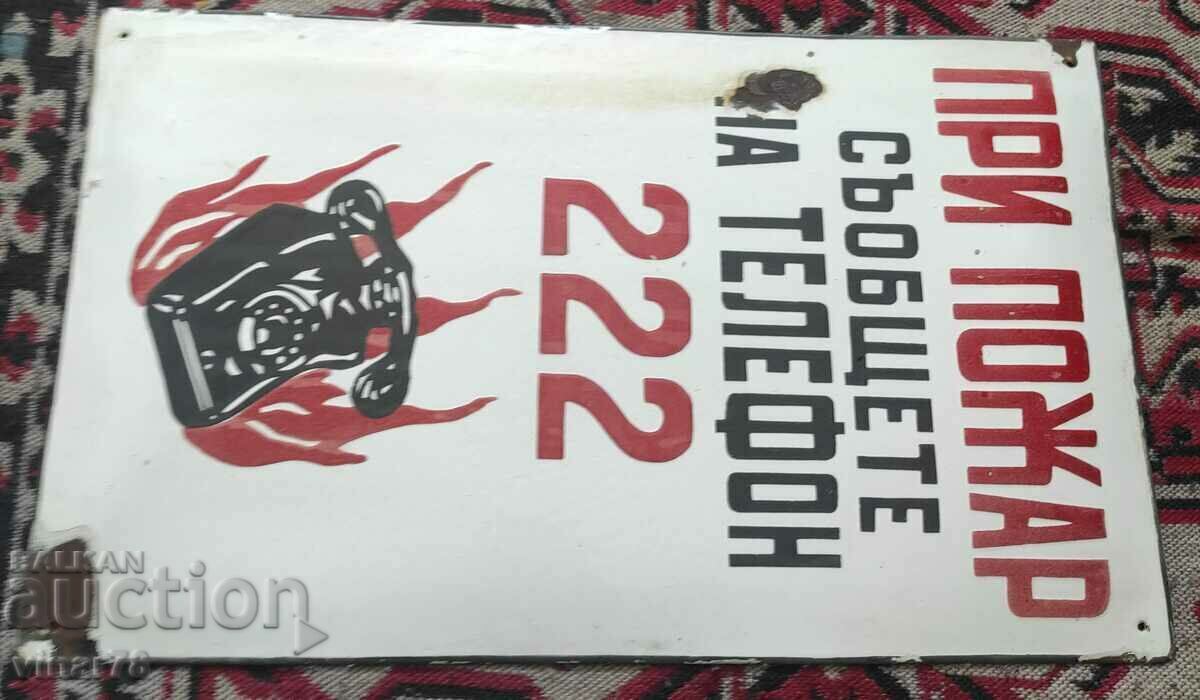 ПРИ ПОЖАР
СЪОБЩЕТЕ
НА ТЕЛЕФОН
222
BALKAN
auction
vihar78